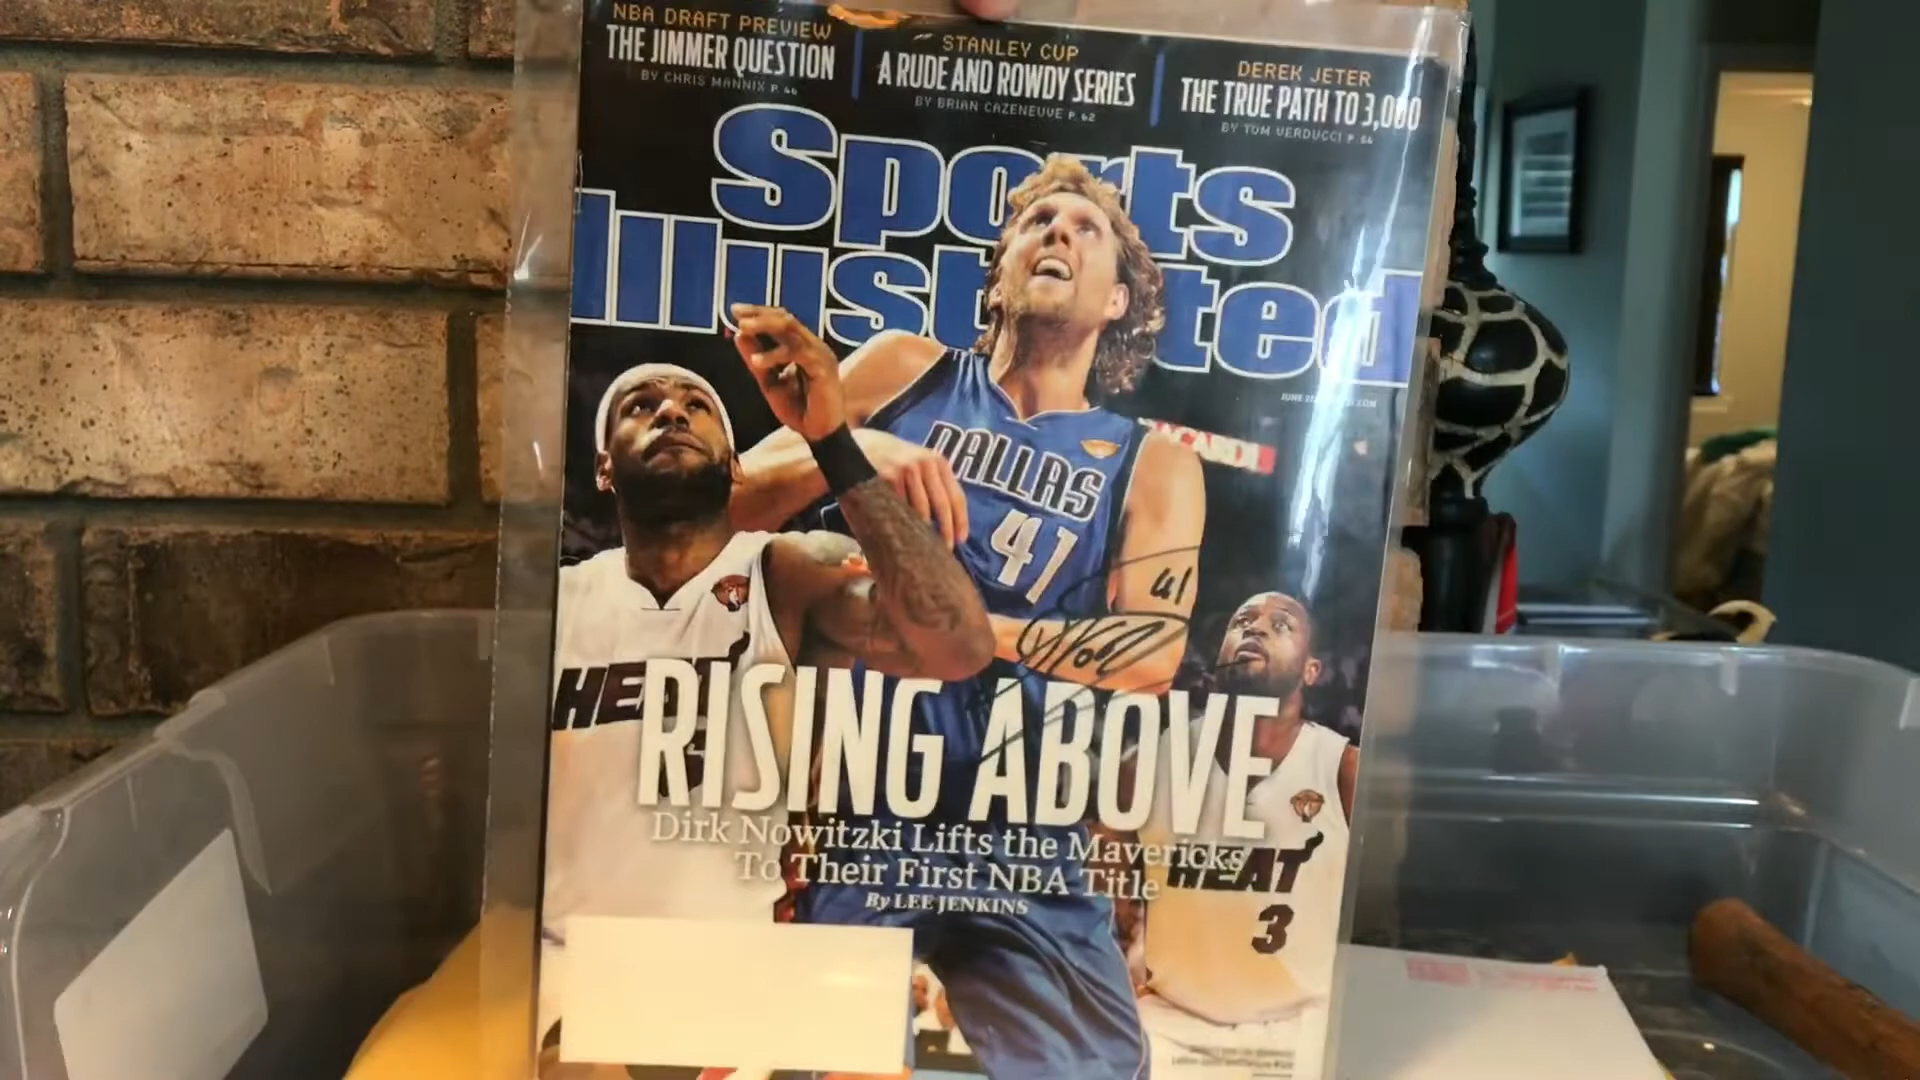 NBA DRAFT PREVIEW
THE JIMMER QUESTION
BY CHRIS MANNIX P. 46
STANLEY CUP
A RUDE AND ROWDY SERIES
BY BRIAN CAZENEUVE P. 62
DEREK JETER
THE TRUE PATH TO 3,000
BY TOM VERDUCCI P. 54
Sports
Illustrated
JUNE
DALLAS
41
41
HEAT
RISING ABOVE
Dirk Nowitzki Lifts the Mavericks
To Their First NBA Title
By LEE JENKINS
HEAT
3